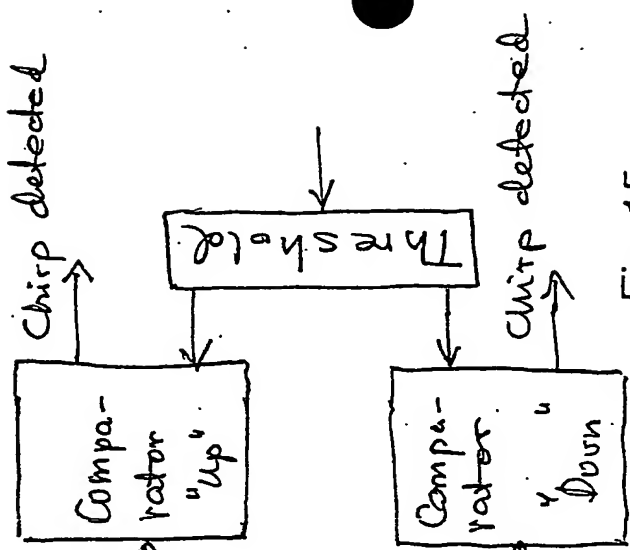 Chirp detected
Compa-
rator
"Up"
Threshold
Chirp detected
Compa-
rator
"Down"